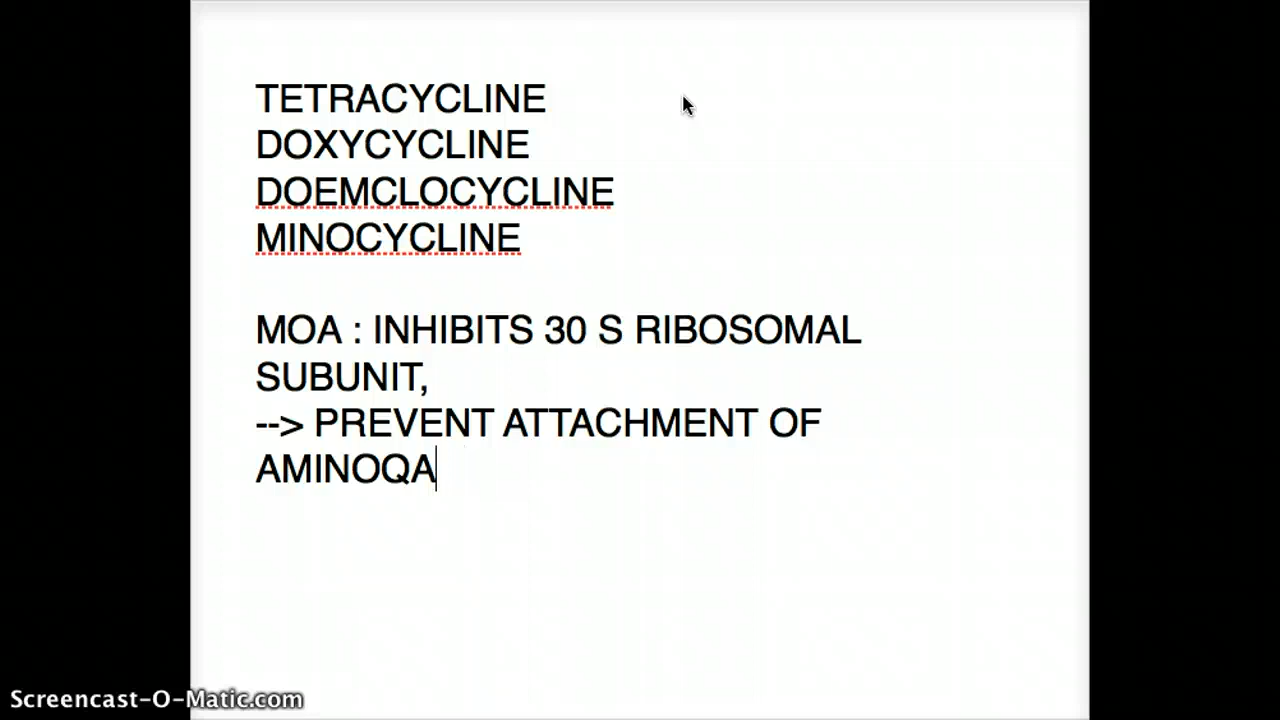 TETRACYCLINE
DOXYCYCLINE
DOEMCLOCYCLINE
MINOCYCLINE
MOA : INHIBITS 30 S RIBOSOMAL
SUBUNIT,
--> PREVENT ATTACHMENT OF
AMINOQA
Screencast-O-Matic.com